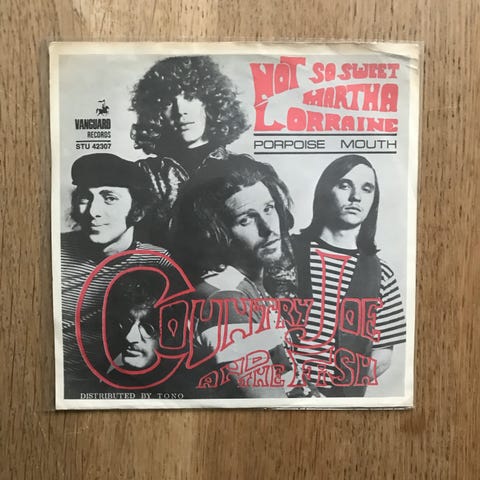 NOT SO SWEET
MARTHA
LORRAINE
VANGUARD
RECORDS
STU 42307
PORPOISE MOUTH
COUNTRY JOE
AND THE FISH
DISTRIBUTED BY TONO